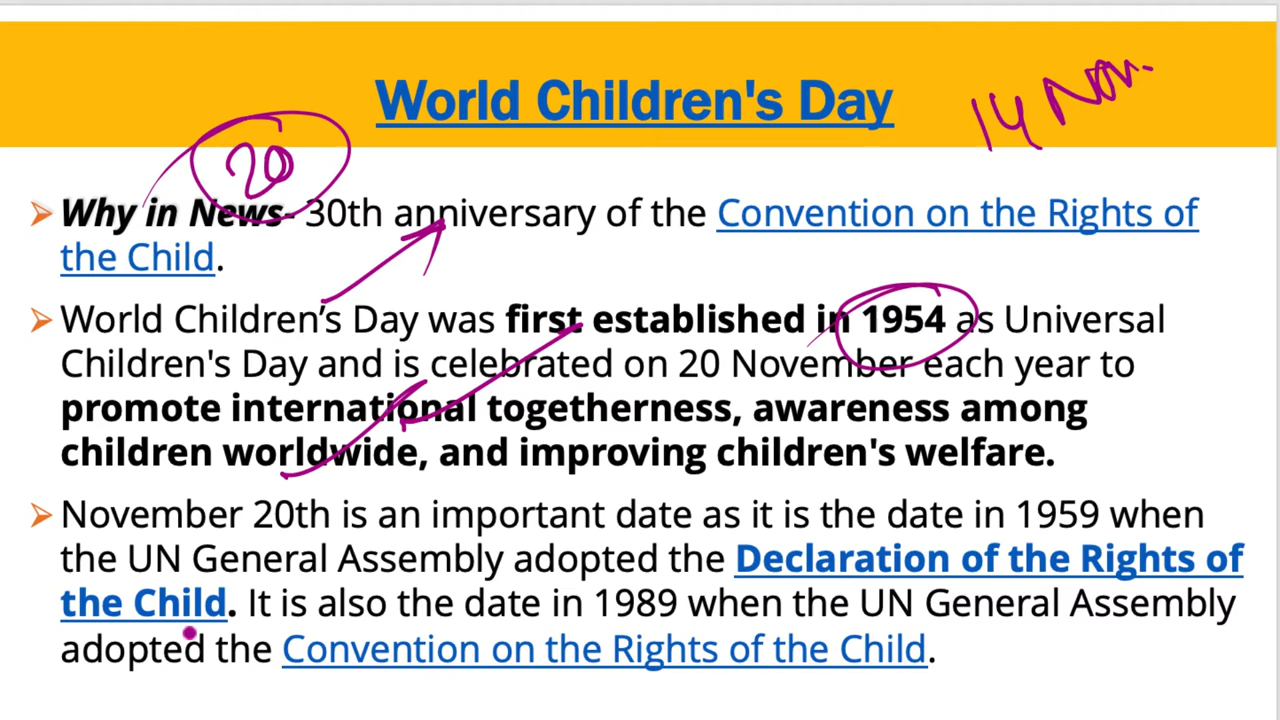 World Children's Day
14 Nov.
20
Why in News- 30th anniversary of the Convention on the Rights of
the Child.
World Children’s Day was first established in 1954 as Universal
Children's Day and is celebrated on 20 November each year to
promote international togetherness, awareness among
children worldwide, and improving children's welfare.
November 20th is an important date as it is the date in 1959 when
the UN General Assembly adopted the Declaration of the Rights of
the Child. It is also the date in 1989 when the UN General Assembly
adopted the Convention on the Rights of the Child.